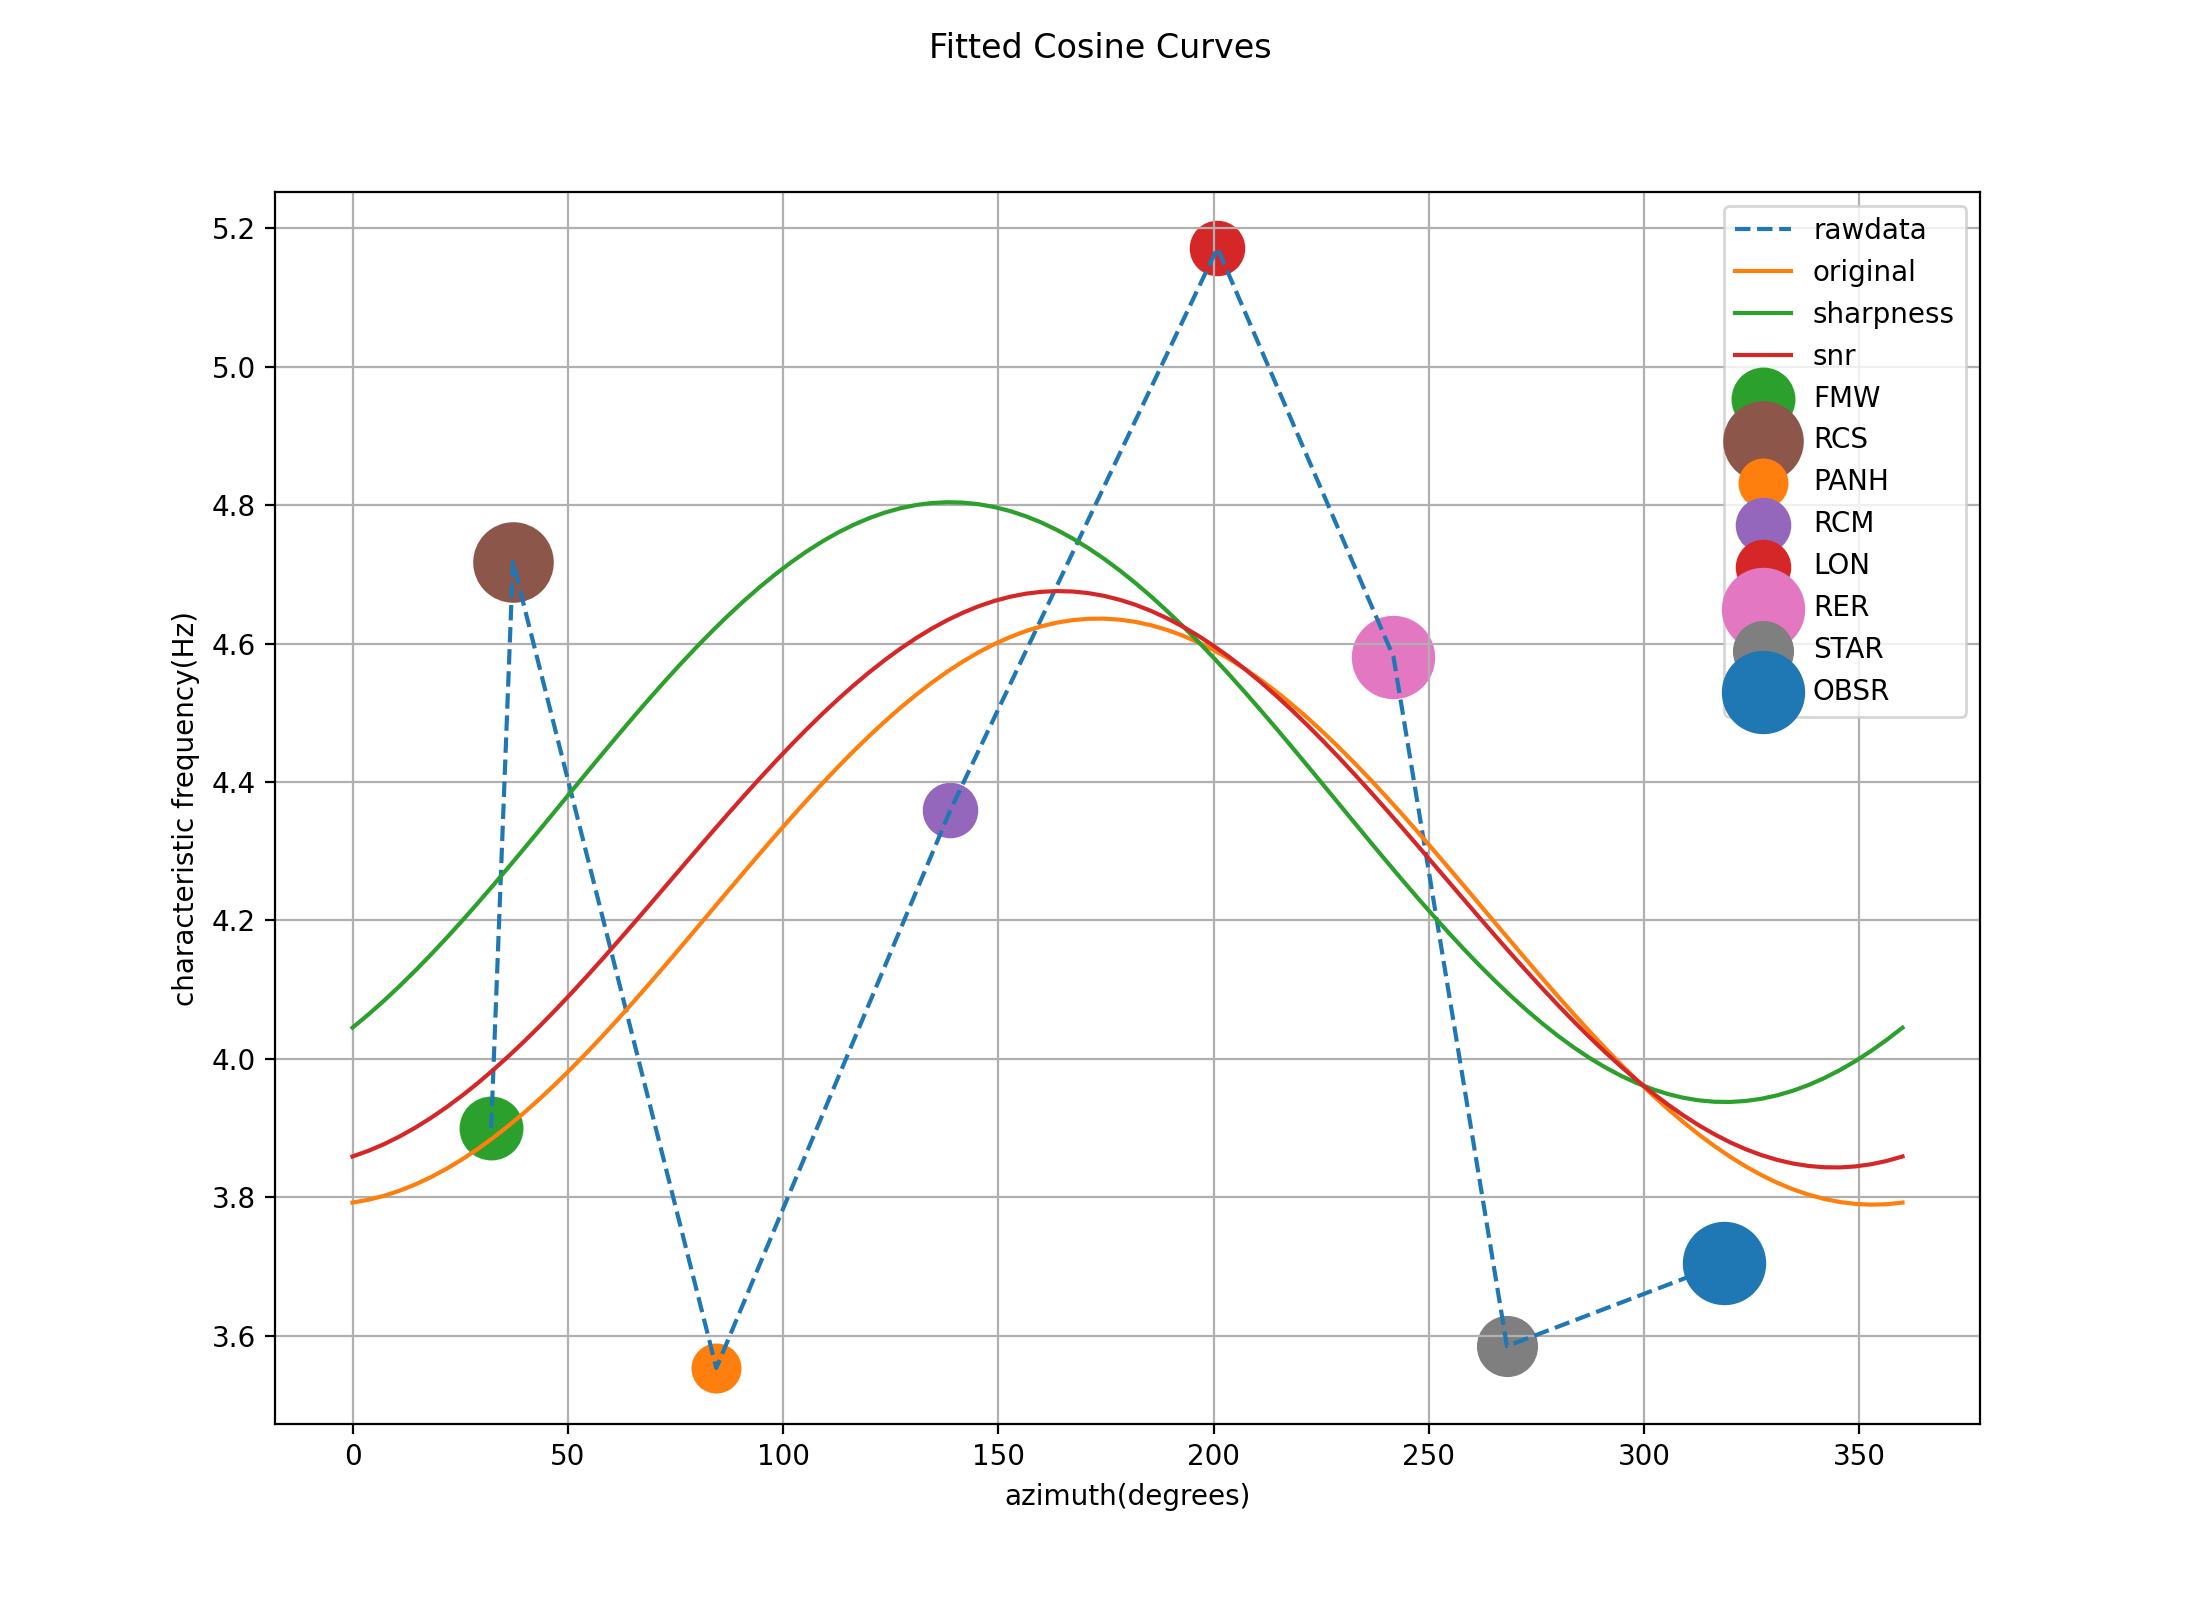 Fitted Cosine Curves
characteristic frequency(Hz)
5.2
5.0
4.8
4.6
4.4
4.2
4.0
3.8
3.6
rawdata
original
sharpness
snr
FMW
RCS
PANH
RCM
LON
RER
STAR
OBSR
0 50 100 150 200 250 300 350
azimuth(degrees)